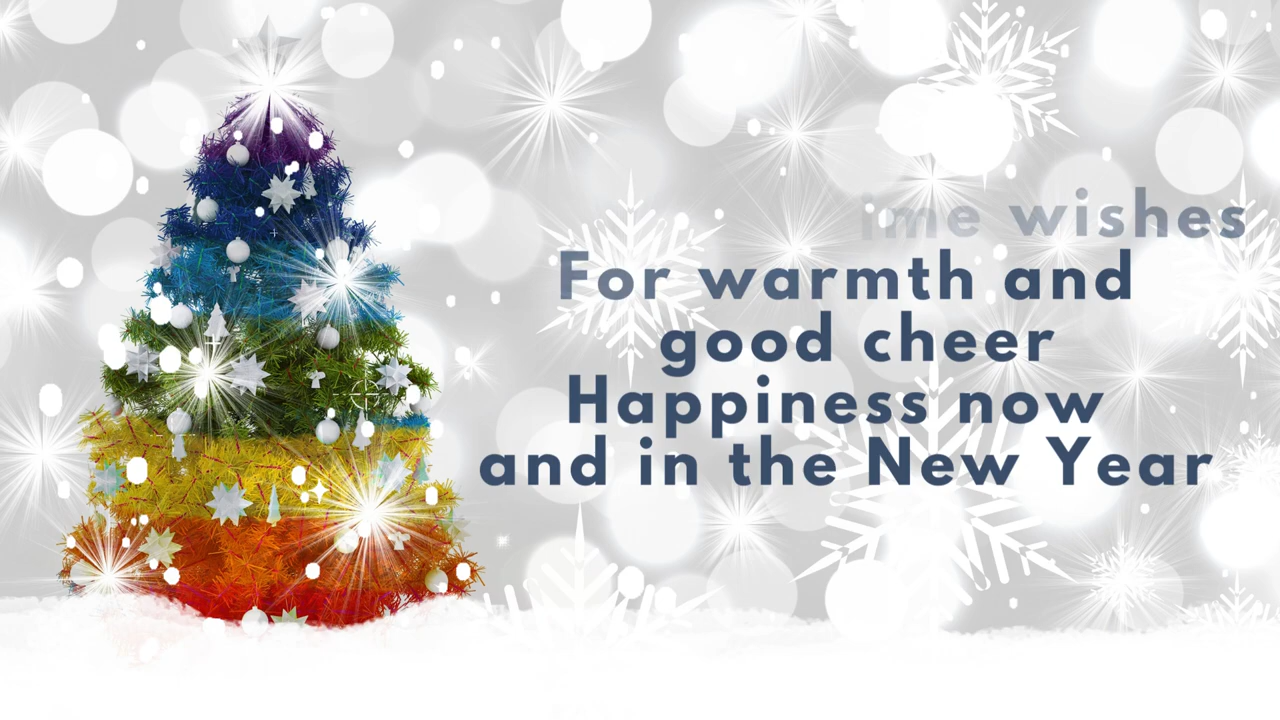 ime wishes
For warmth and
good cheer
Happiness now
and in the New Year